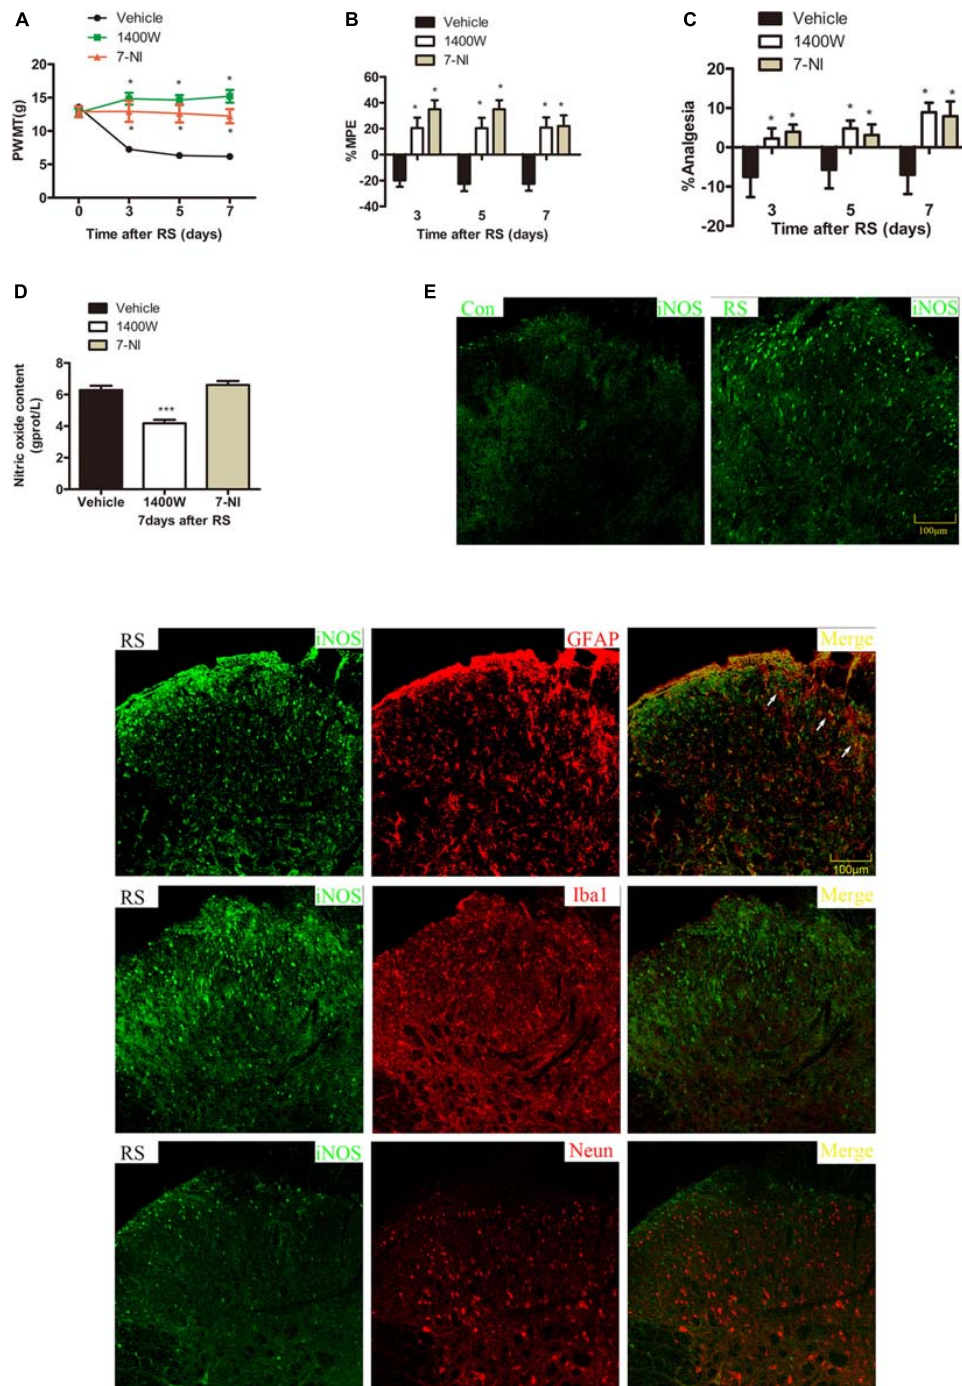 A
Vehicle
1400W
7-NI
PWMT(g)
20
15
10
5
0
* * *
* * *
0 3 5 7
Time after RS (days)
B
Vehicle
1400W
7-NI
%MPE
60
40
20
0
-20
-40
* * * * * *
3 5 7
Time after RS (days)
C
Vehicle
1400W
7-NI
%Analgesia
20
10
0
-10
-20
* * * * * *
3 5 7
Time after RS (days)
D
Vehicle
1400W
7-NI
Nitric oxide content
(gprot/L)
8
6
4
2
0
***
Vehicle 1400W 7-NI
7days after RS
E
Con iNOS
RS iNOS
100μm
RS iNOS GFAP Merge
100μm
RS iNOS Iba1 Merge
RS iNOS Neun Merge